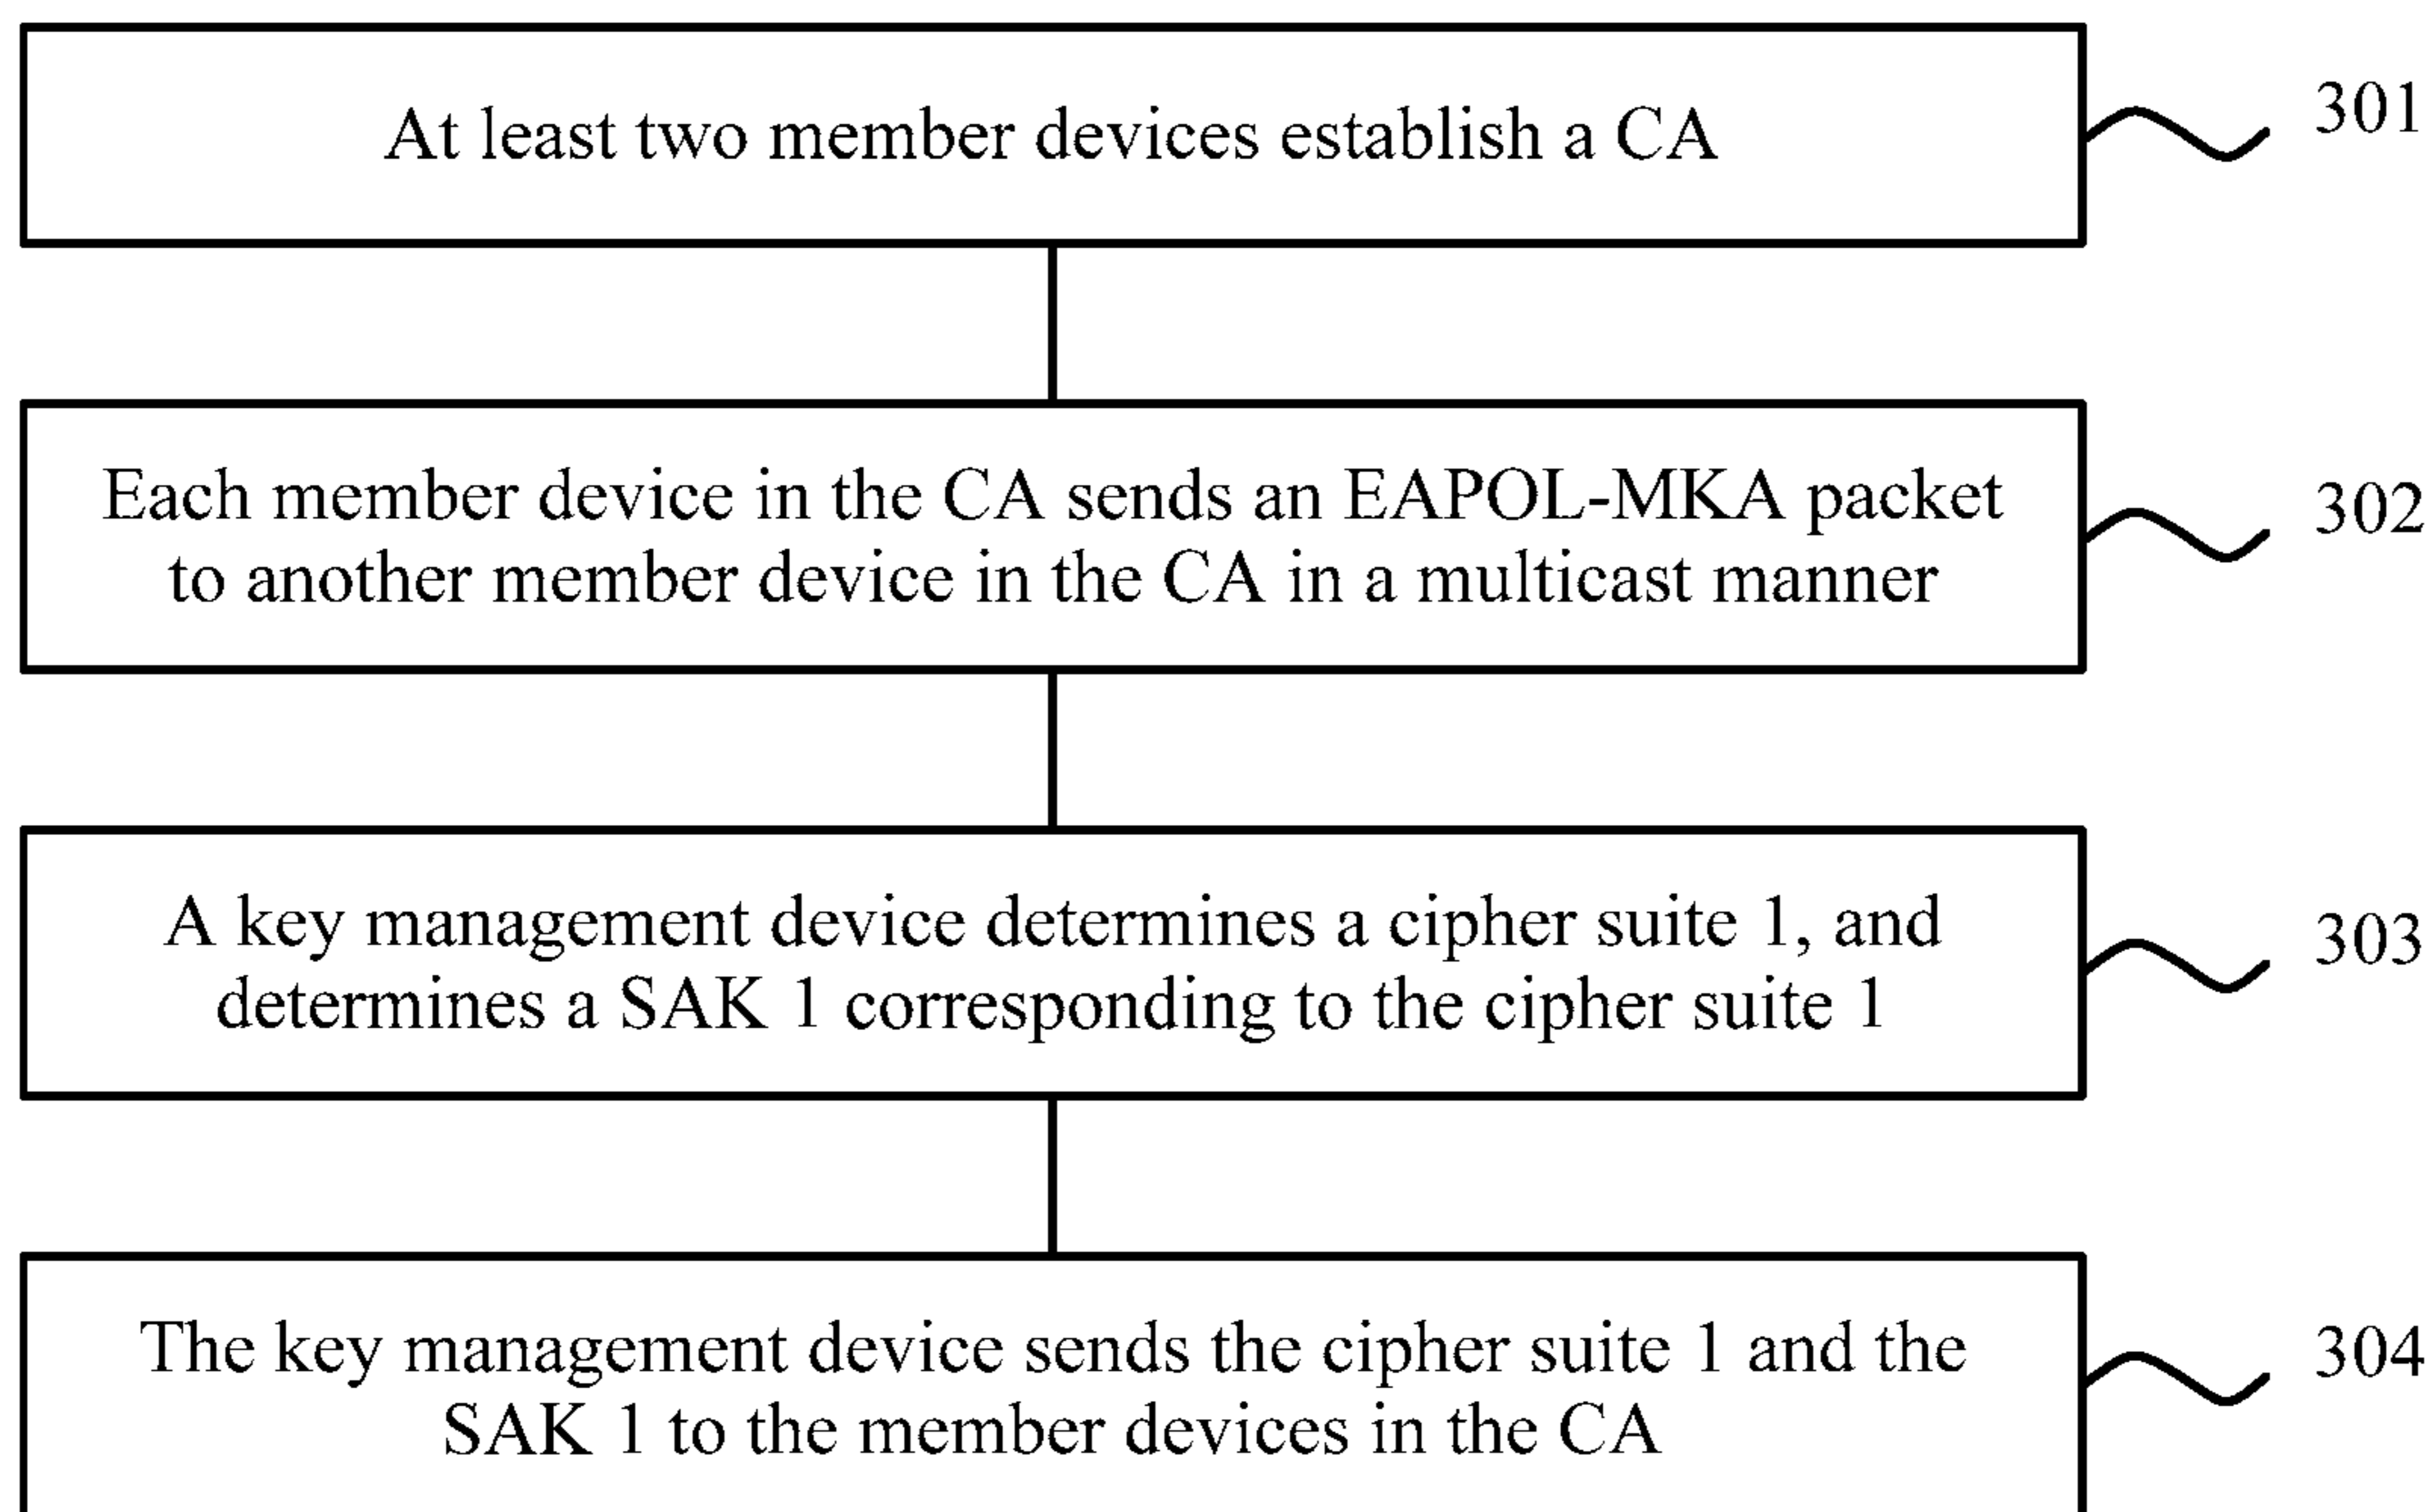 At least two member devices establish a CA
301
Each member device in the CA sends an EAPOL-MKA packet
to another member device in the CA in a multicast manner
302
A key management device determines a cipher suite 1, and
determines a SAK 1 corresponding to the cipher suite 1
303
The key management device sends the cipher suite 1 and the
SAK 1 to the member devices in the CA
304